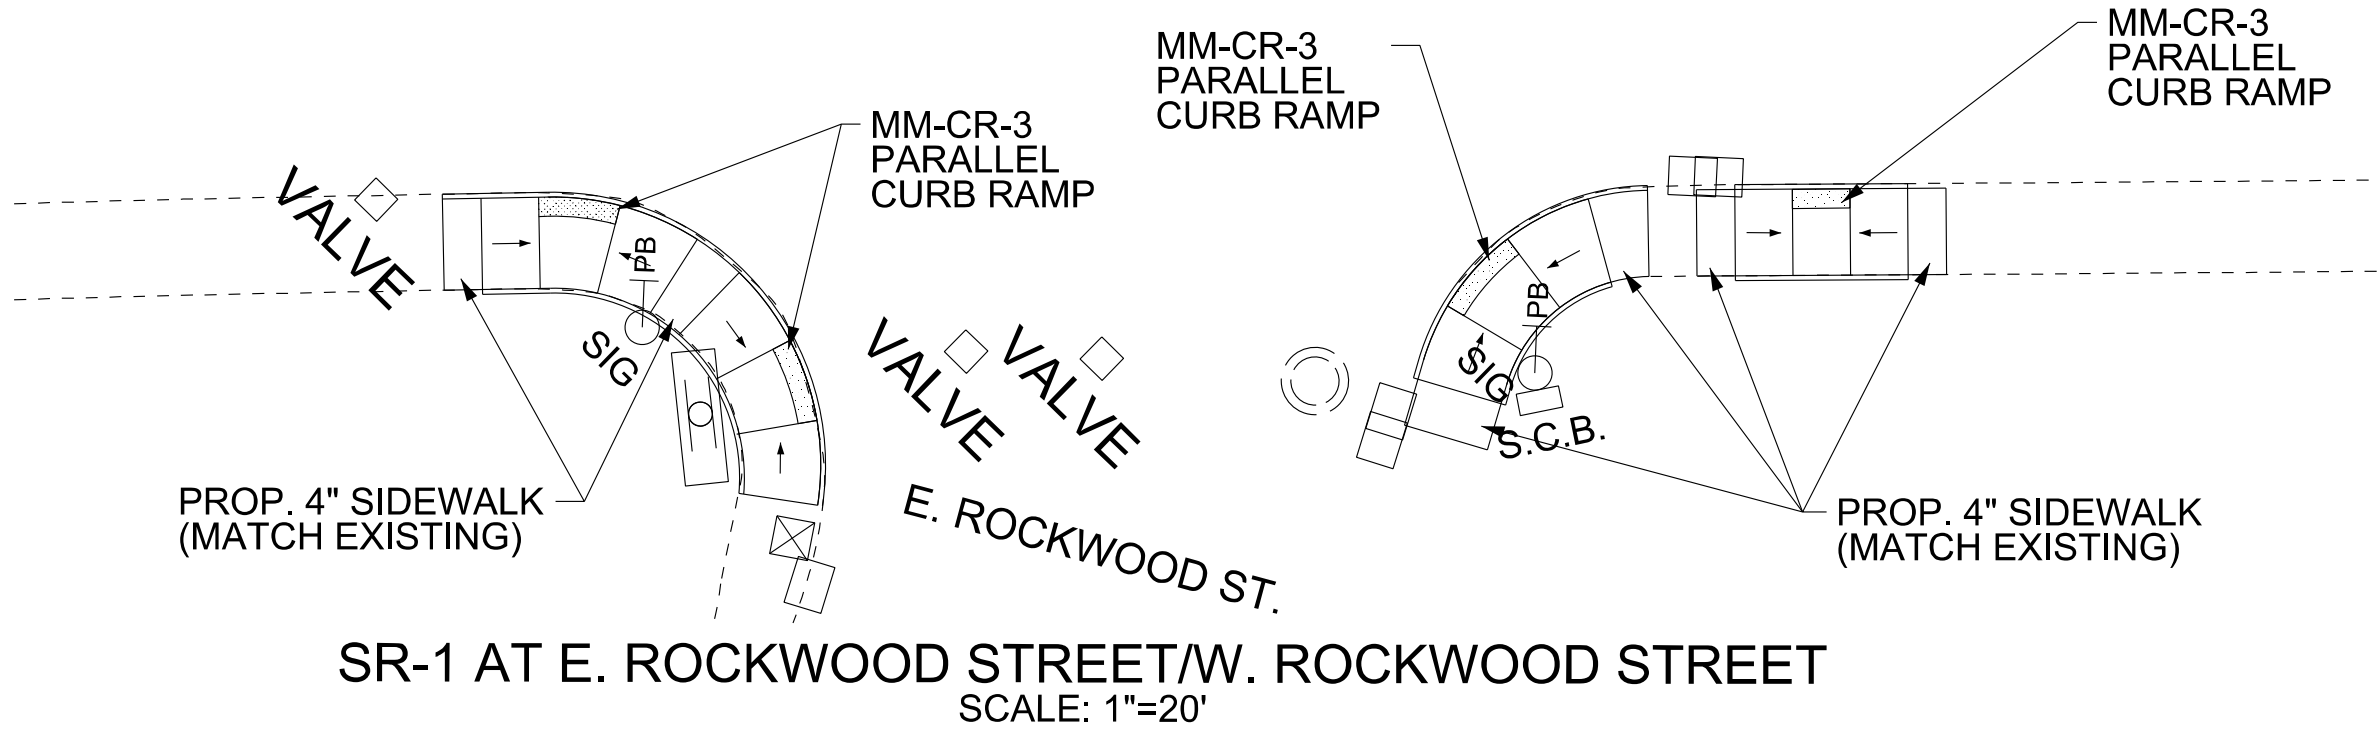 MM-CR-3
PARALLEL
CURB RAMP
MM-CR-3
PARALLEL
CURB RAMP
MM-CR-3
PARALLEL
CURB RAMP
VALVE
PB
SIG
VALVE
VALVE
PB
SIG
S.C.B.
E. ROCKWOOD ST.
PROP. 4" SIDEWALK
(MATCH EXISTING)
PROP. 4" SIDEWALK
(MATCH EXISTING)
SR-1 AT E. ROCKWOOD STREET/W. ROCKWOOD STREET
SCALE: 1"=20'